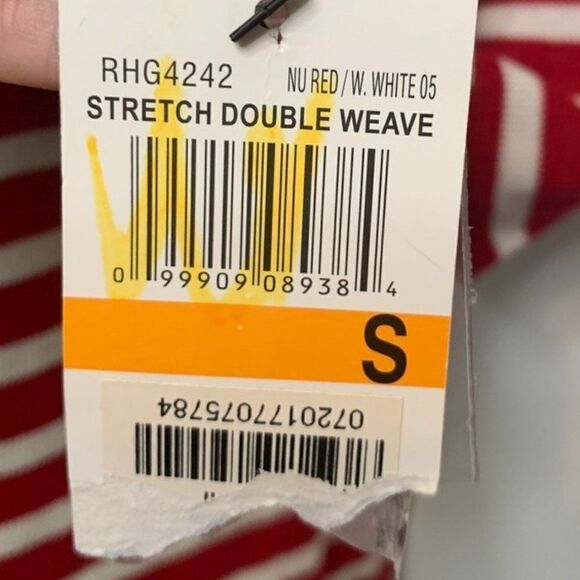 RHG4242 NU RED/W. WHITE 05
STRETCH DOUBLE WEAVE
0 99909 08938 4
S
0720177075784